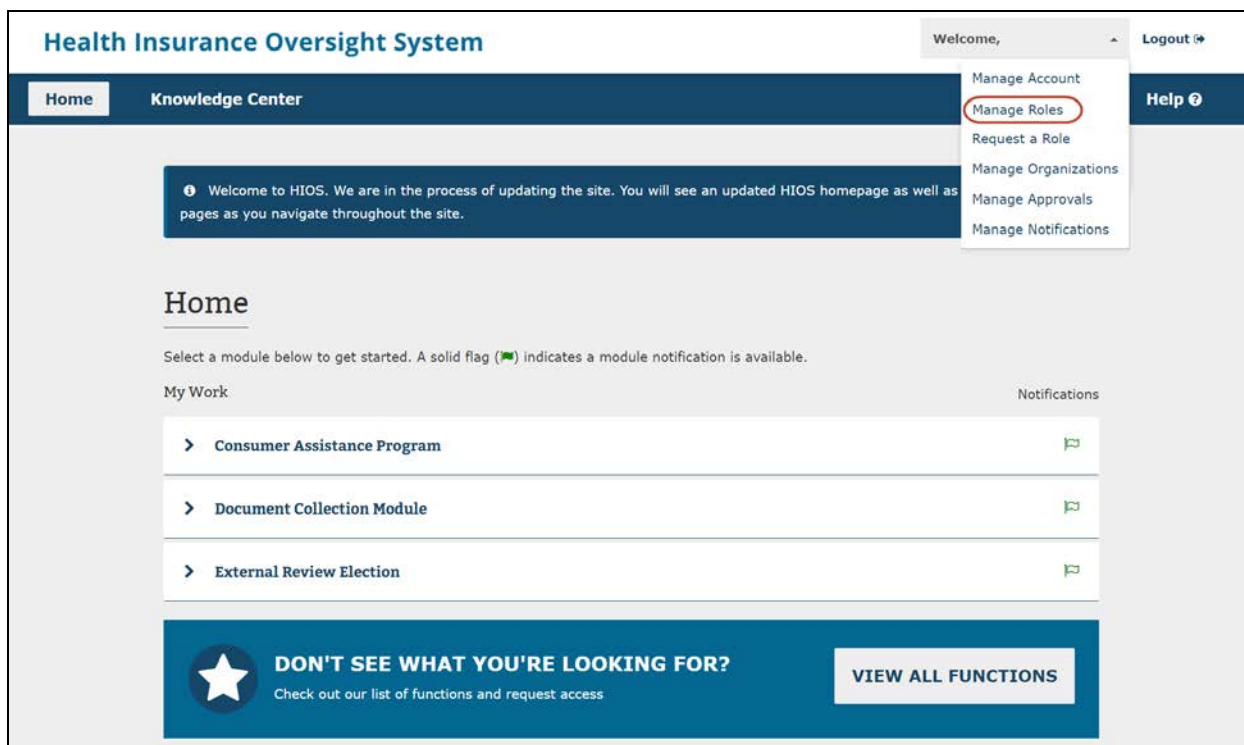 Health Insurance Oversight System
Welcome,
Logout
Manage Account
Manage Roles
Request a Role
Manage Organizations
Manage Approvals
Manage Notifications
Home
Knowledge Center
Help
Welcome to HIOS. We are in the process of updating the site. You will see an updated HIOS homepage as well as
pages as you navigate throughout the site.
Home
Select a module below to get started. A solid flag () indicates a module notification is available.
My Work
Notifications
Consumer Assistance Program
Document Collection Module
External Review Election
DON'T SEE WHAT YOU'RE LOOKING FOR?
Check out our list of functions and request access
VIEW ALL FUNCTIONS